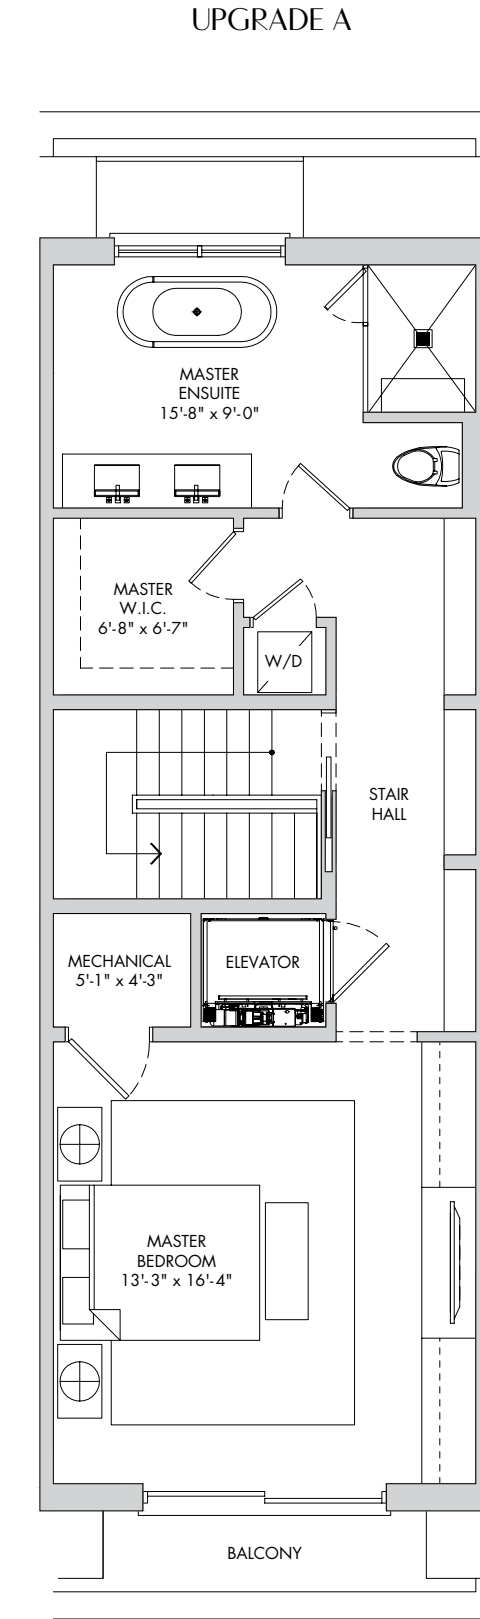 UPGRADE A
MASTER
ENSUITE
15'-8" x 9'-0"
MASTER
W.I.C.
6'-8" x 6'-7"
W/D
STAIR
HALL
MECHANICAL
5'-1" x 4'-3"
ELEVATOR
MASTER
BEDROOM
13'-3" x 16'-4"
BALCONY